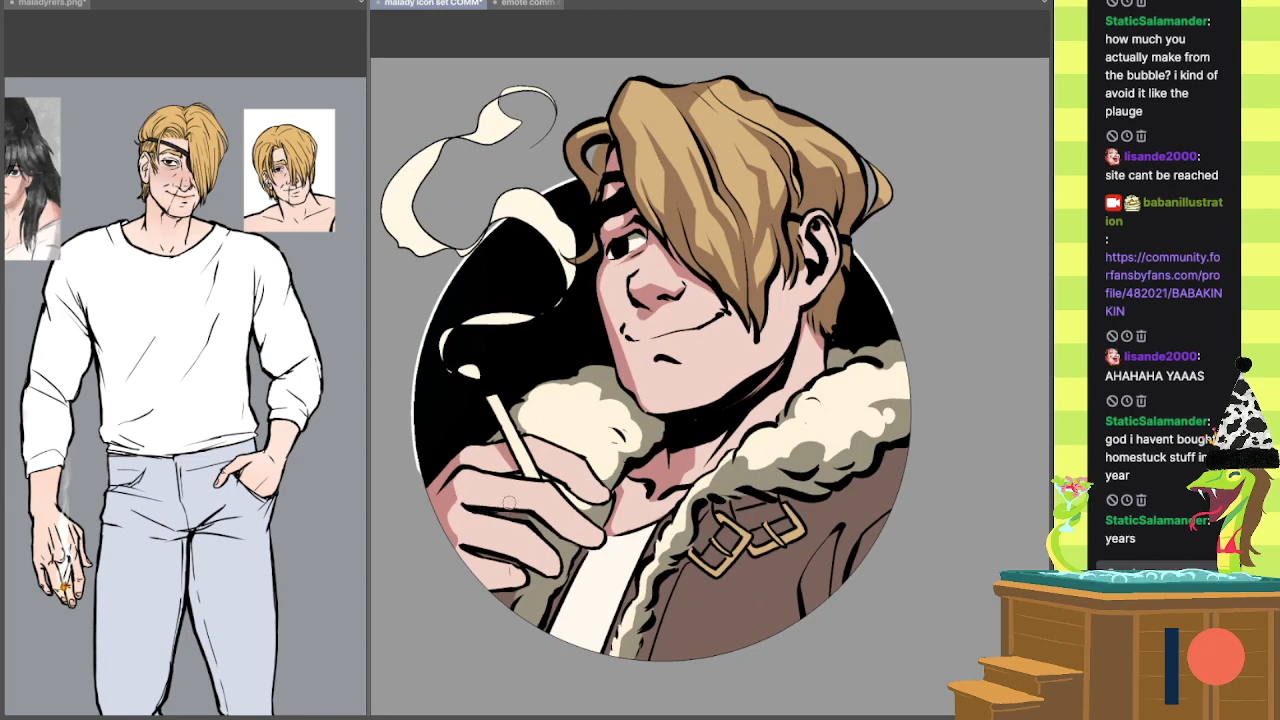 maladyrefs.png*
malady icon set COMM*
emote comm
StaticSalamander:
how much you
actually make from
the bubble? i kind of
avoid it like the
plauge
lisande2000:
site cant be reached
babanillustrat
ion
:
https://community.fo
rfansbyfans.com/pro
file/482021/BABAKIN
KIN
lisande2000:
AHAHAHA YAAAS
StaticSalamander:
god i havent bough
homestuck stuff in
year
StaticSalamander:
years